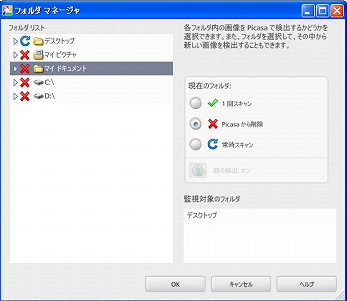 フォルダ マネージャ
フォルダリスト
デスクトップ
マイ ピクチャ
マイ ドキュメント
C:\
D:\
各フォルダ内の画像を Picasa で検出するかどうかを
選択できます。また、フォルダを選択して、その中から
新しい画像を検出することもできます。
現在のフォルダ:
1 回スキャン
Picasa から削除
常時スキャン
顔の検出: オン
監視対象のフォルダ
デスクトップ
OK
キャンセル
ヘルプ